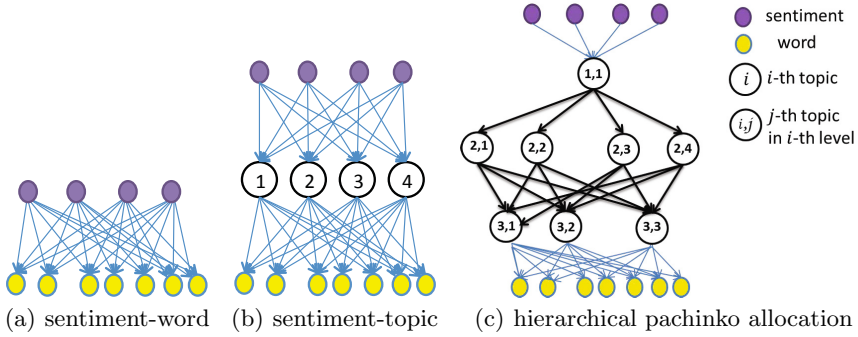 sentiment
word
i i-th topic
i,j j-th topic
in i-th level
1,1
2,1 2,2 2,3 2,4
1 2 3 4
3,1 3,2 3,3
(a) sentiment-word (b) sentiment-topic (c) hierarchical pachinko allocation